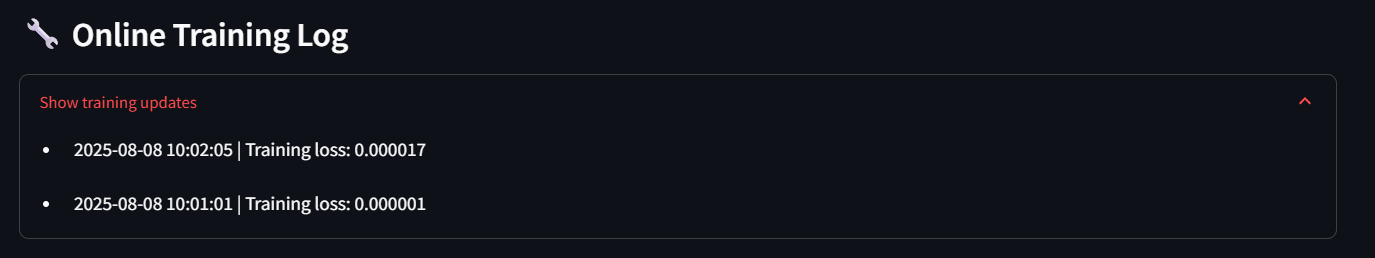 Online Training Log
Show training updates
2025-08-08 10:02:05 | Training loss: 0.000017
2025-08-08 10:01:01 | Training loss: 0.000001